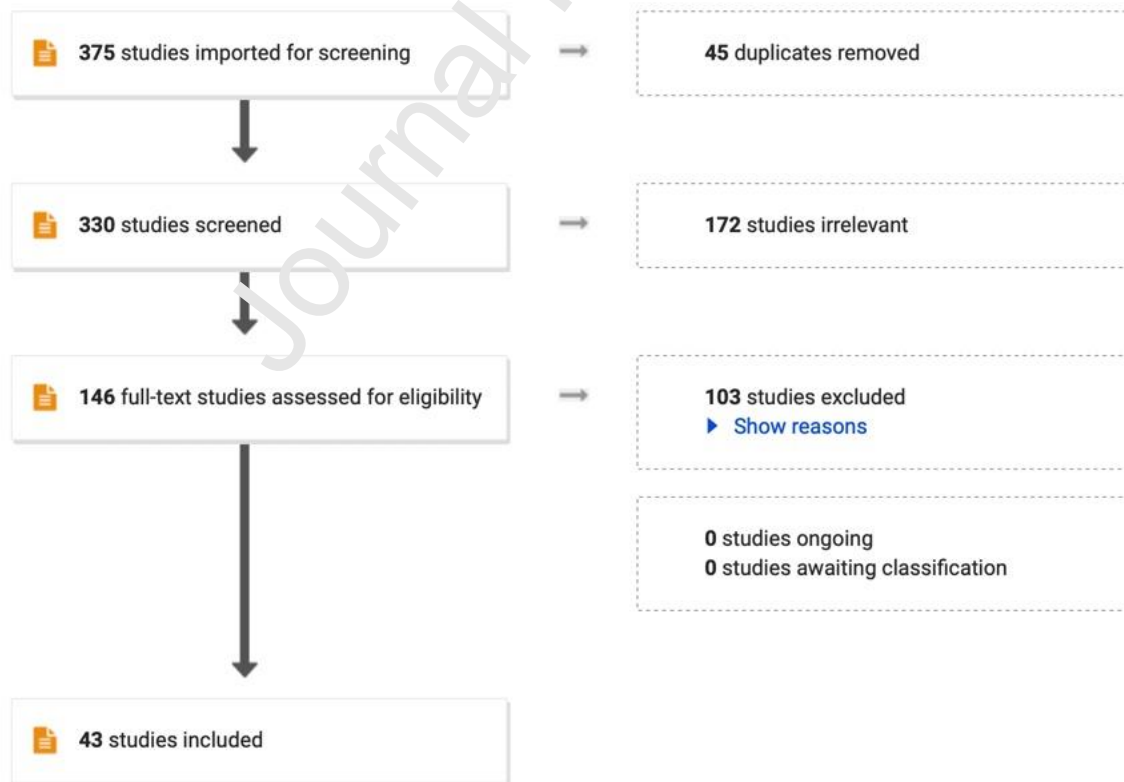 375 studies imported for screening
45 duplicates removed
330 studies screened
172 studies irrelevant
146 full-text studies assessed for eligibility
103 studies excluded
Show reasons
0 studies ongoing
0 studies awaiting classification
43 studies included
Journal